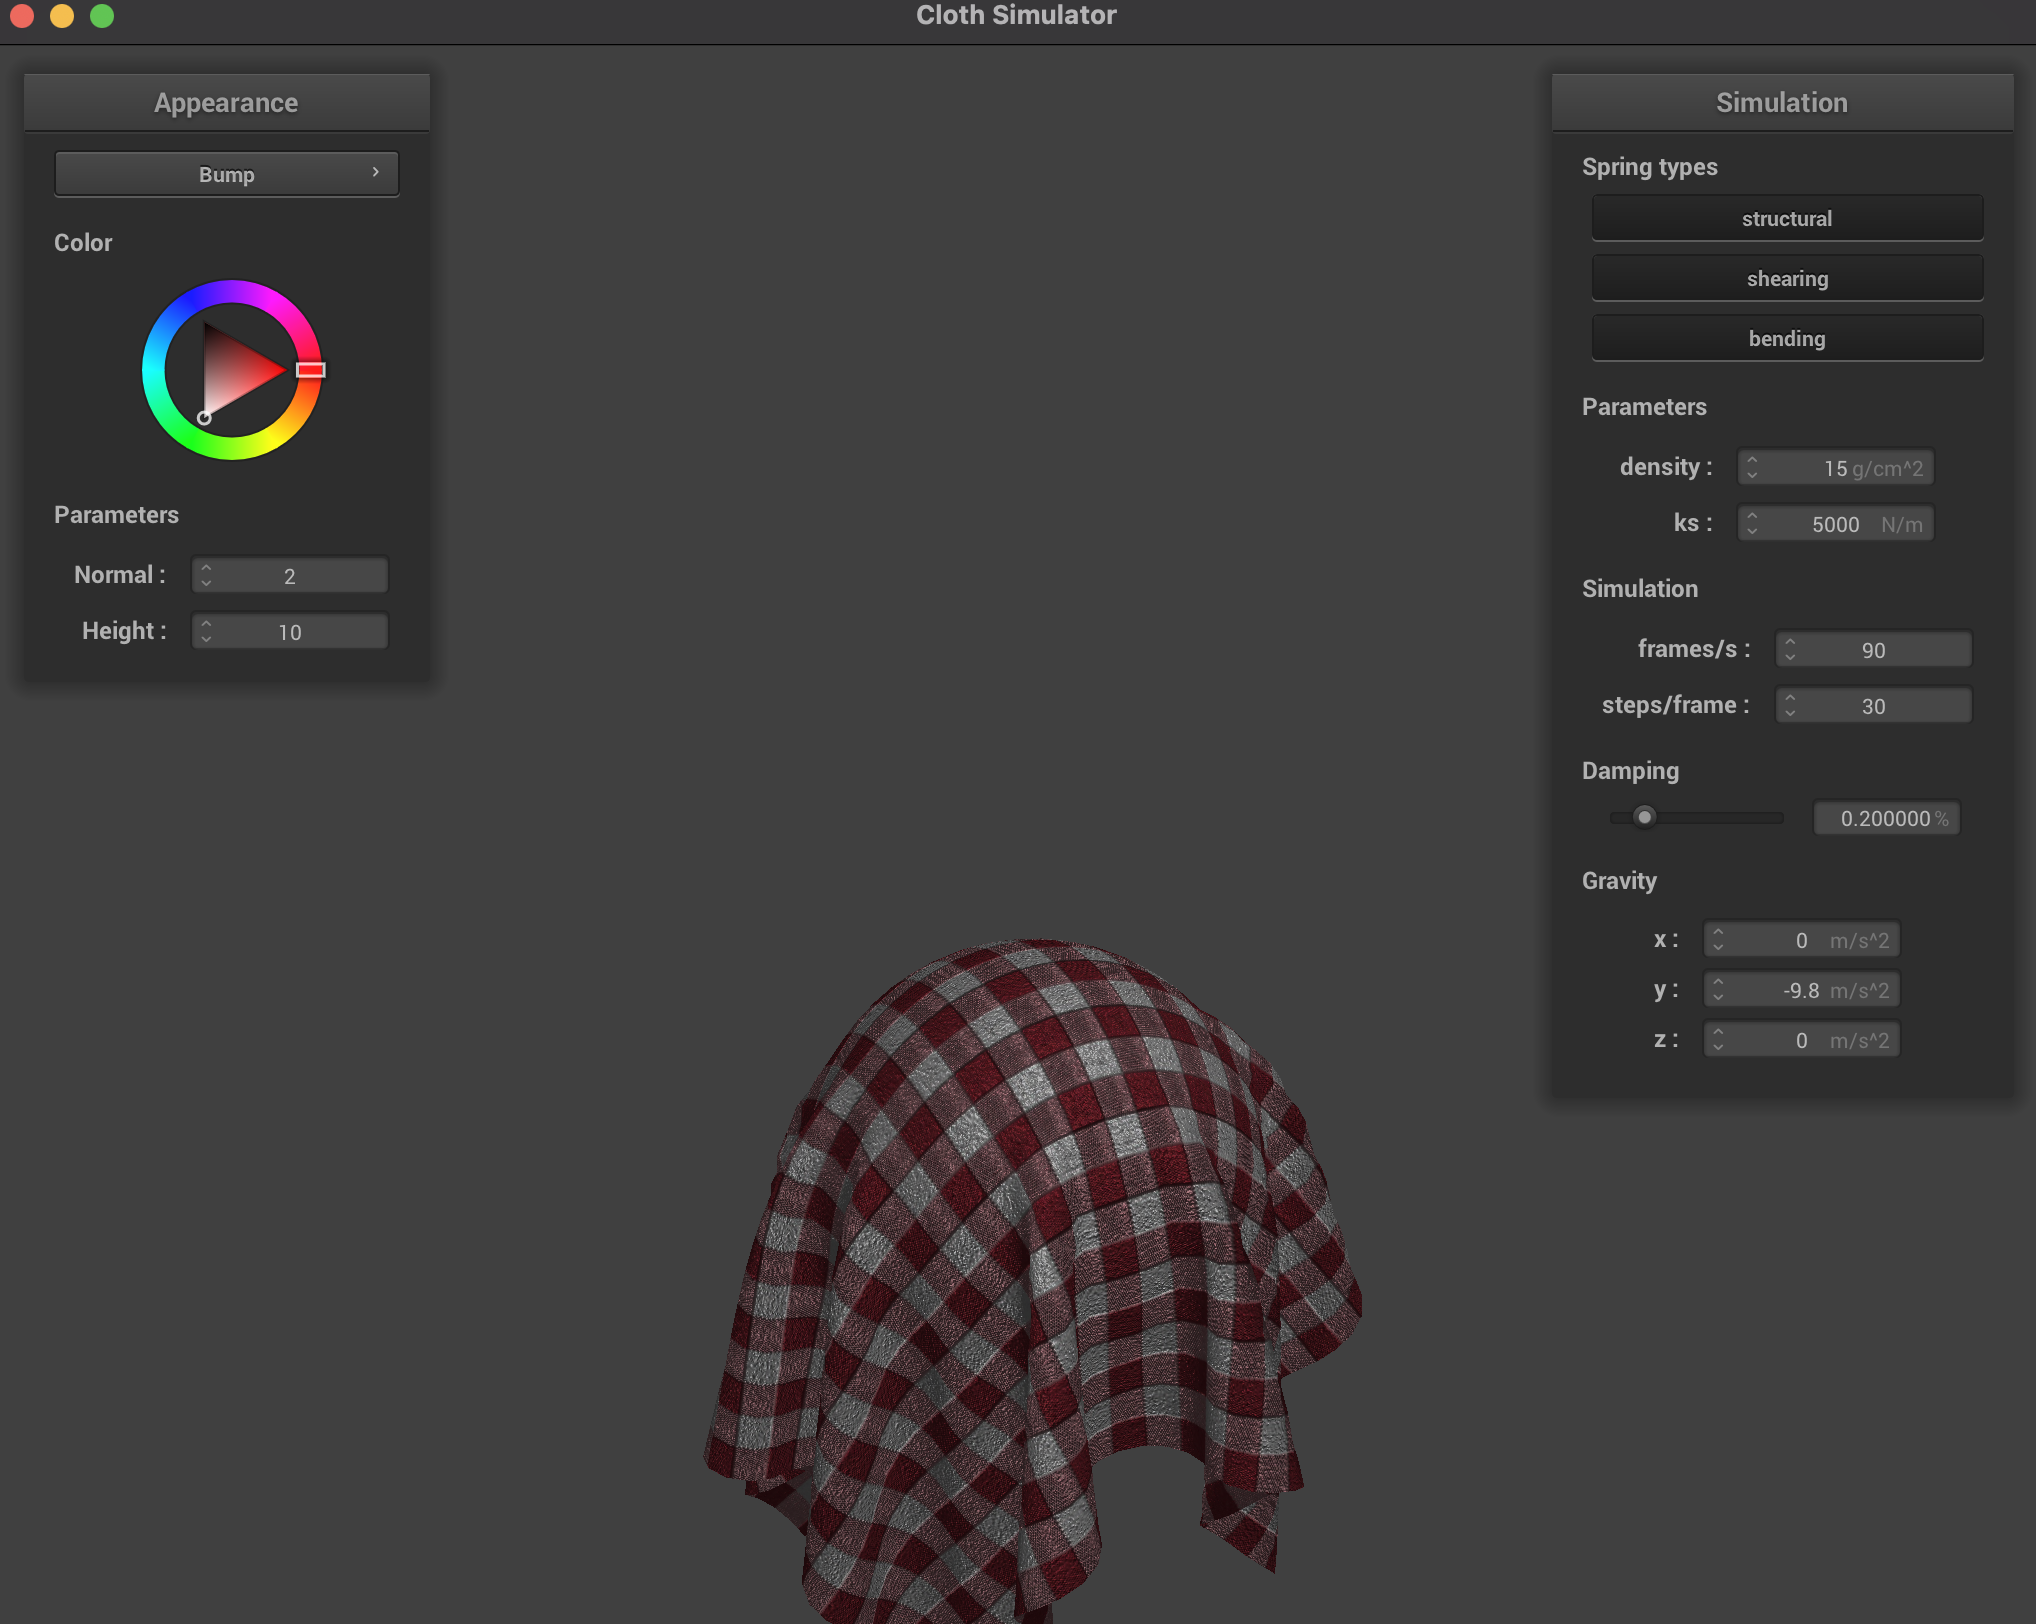 Cloth Simulator
Appearance
Bump
Color
Parameters
Normal : 2
Height : 10
Simulation
Spring types
structural
shearing
bending
Parameters
density : 15 g/cm^2
ks : 5000 N/m
Simulation
frames/s : 90
steps/frame : 30
Damping
0.200000 %
Gravity
x : 0 m/s^2
y : -9.8 m/s^2
z : 0 m/s^2